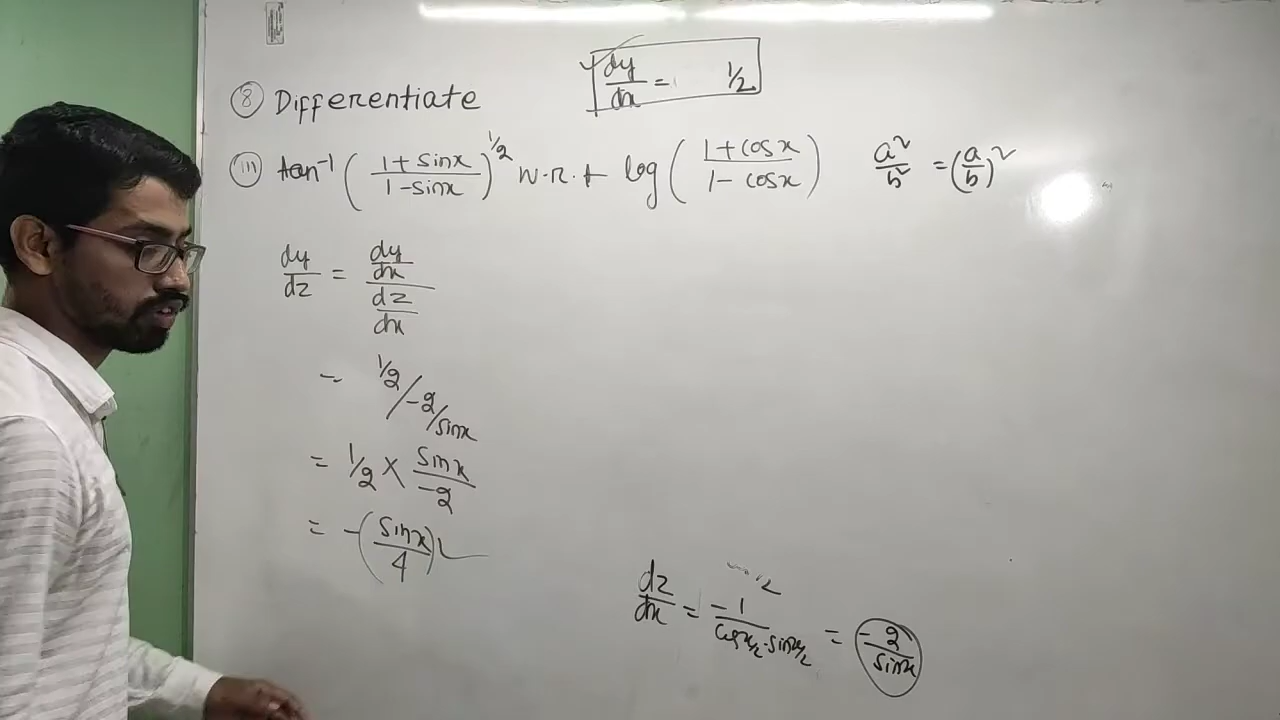 dy/dx = 1/2
⑧ Differentiate
(iii) tan⁻¹ ( (1 + sinx)/(1 - sinx) )^1/2 w.r.t log ( (1 + cosx)/(1 - cosx) ) a²/b² = (a/b)²
dy/dz = (dy/dx)/(dz/dx)
= 1/2 / -2/sinx
= 1/2 × sinx/-2
= -(sinx/4)
dz/dx = -1/(cosx/2 · sinx/2) = -2/sinx